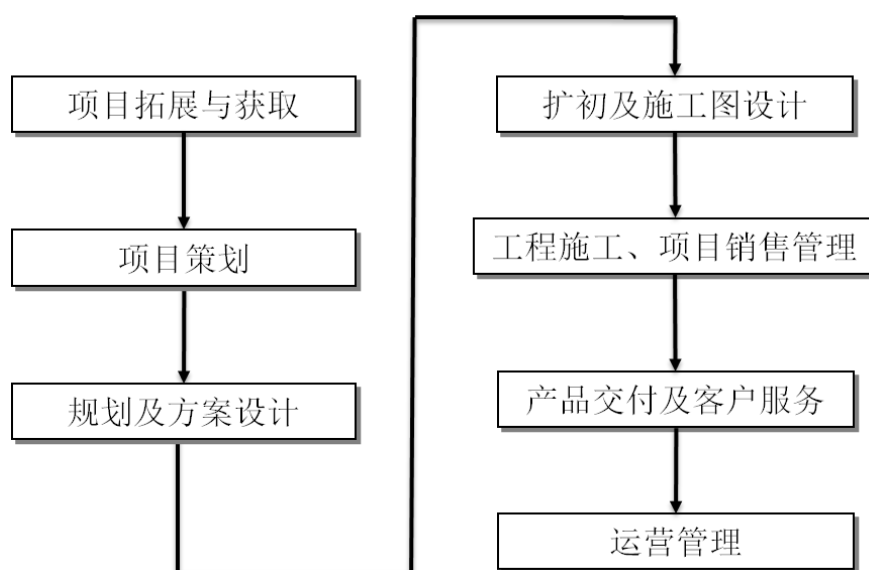 项目拓展与获取
项目策划
规划及方案设计
扩初及施工图设计
工程施工、项目销售管理
产品交付及客户服务
运营管理